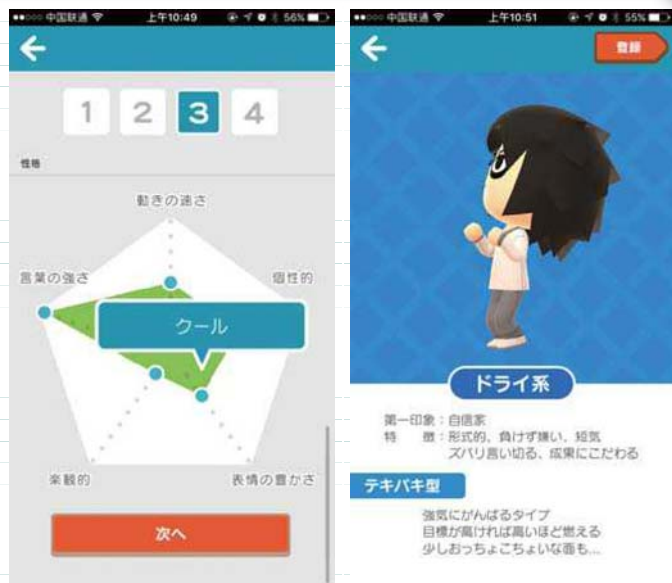 中国联通
上午10:49
56%
1
2
3
4
性格
動きの速さ
言葉の強さ
個性的
クール
楽観的
表情の豊かさ
次へ
中国联通
上午10:51
55%
登録
ドライ系
第一印象：自信家
特　徴：形式的、負けず嫌い、短気
ズバリ言い切る、成果にこだわる
テキパキ型
強気にがんばるタイプ
目標が高ければ高いほど燃える
少しおっちょこちょいな面も...